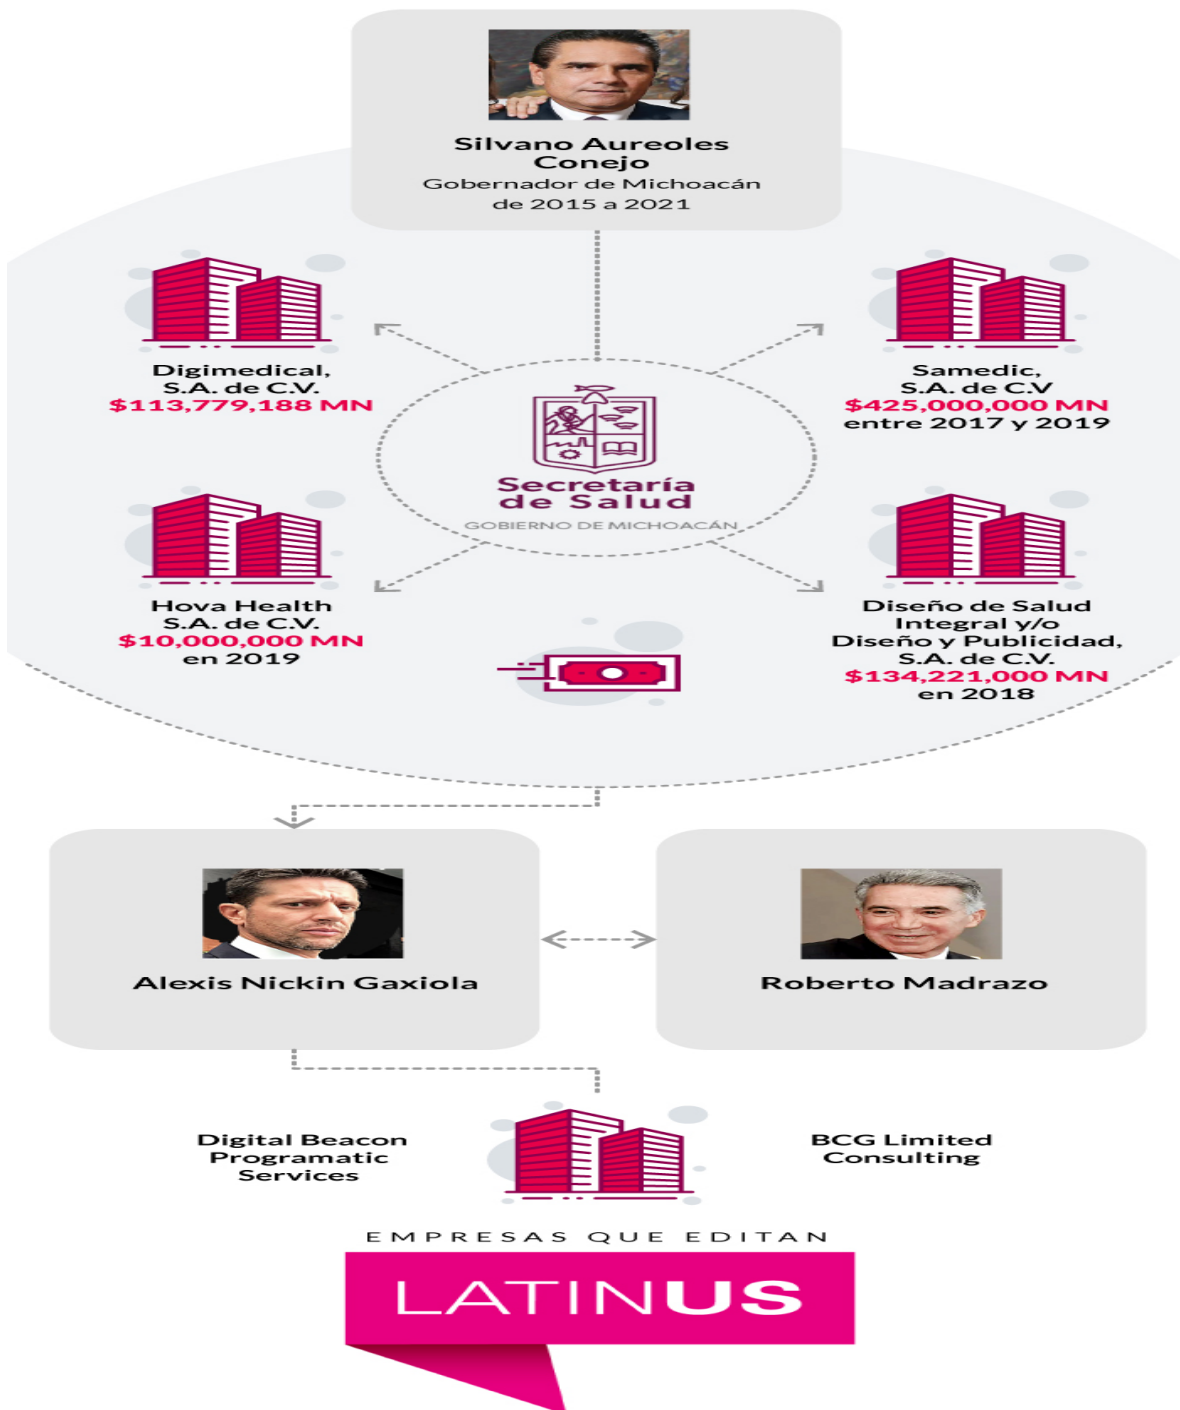 Silvano Aureoles
Conejo
Gobernador de Michoacán
de 2015 a 2021
Digimedical,
S.A. de C.V.
$113,779,188 MN
Samedic,
S.A. de C.V
$425,000,000 MN
entre 2017 y 2019
Secretaría
de Salud
GOBIERNO DE MICHOACÁN
Hova Health
S.A. de C.V.
$10,000,000 MN
en 2019
Diseño de Salud
Integral y/o
Diseño y Publicidad,
S.A. de C.V.
$134,221,000 MN
en 2018
Alexis Nickin Gaxiola
Roberto Madrazo
Digital Beacon
Programatic
Services
BCG Limited
Consulting
EMPRESAS QUE EDITAN
LATINUS